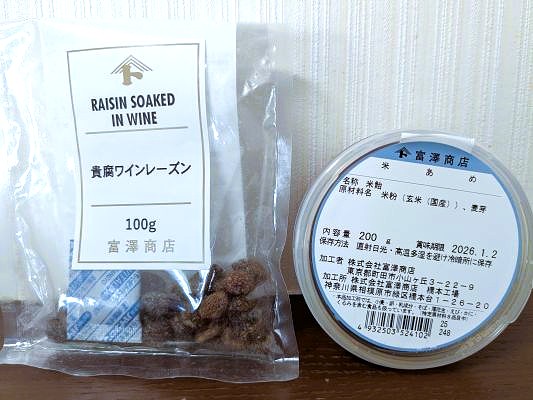 RAISIN SOAKED
IN WINE
貴腐ワインレーズン
100g
富澤商店
富澤商店
米あめ
名称 米飴
原材料名 米粉(玄米(国産))、麦芽
内容量 200 g 賞味期限 2026.1.2
保存方法 直射日光・高温多湿を避け冷暗所に保存
加工者 株式会社富澤商店
東京都町田市小山ヶ丘3-22-9
加工所 株式会社富澤商店 橋本工場
神奈川県相模原市緑区橋本台1-26-20
4 932503 524102
25
248